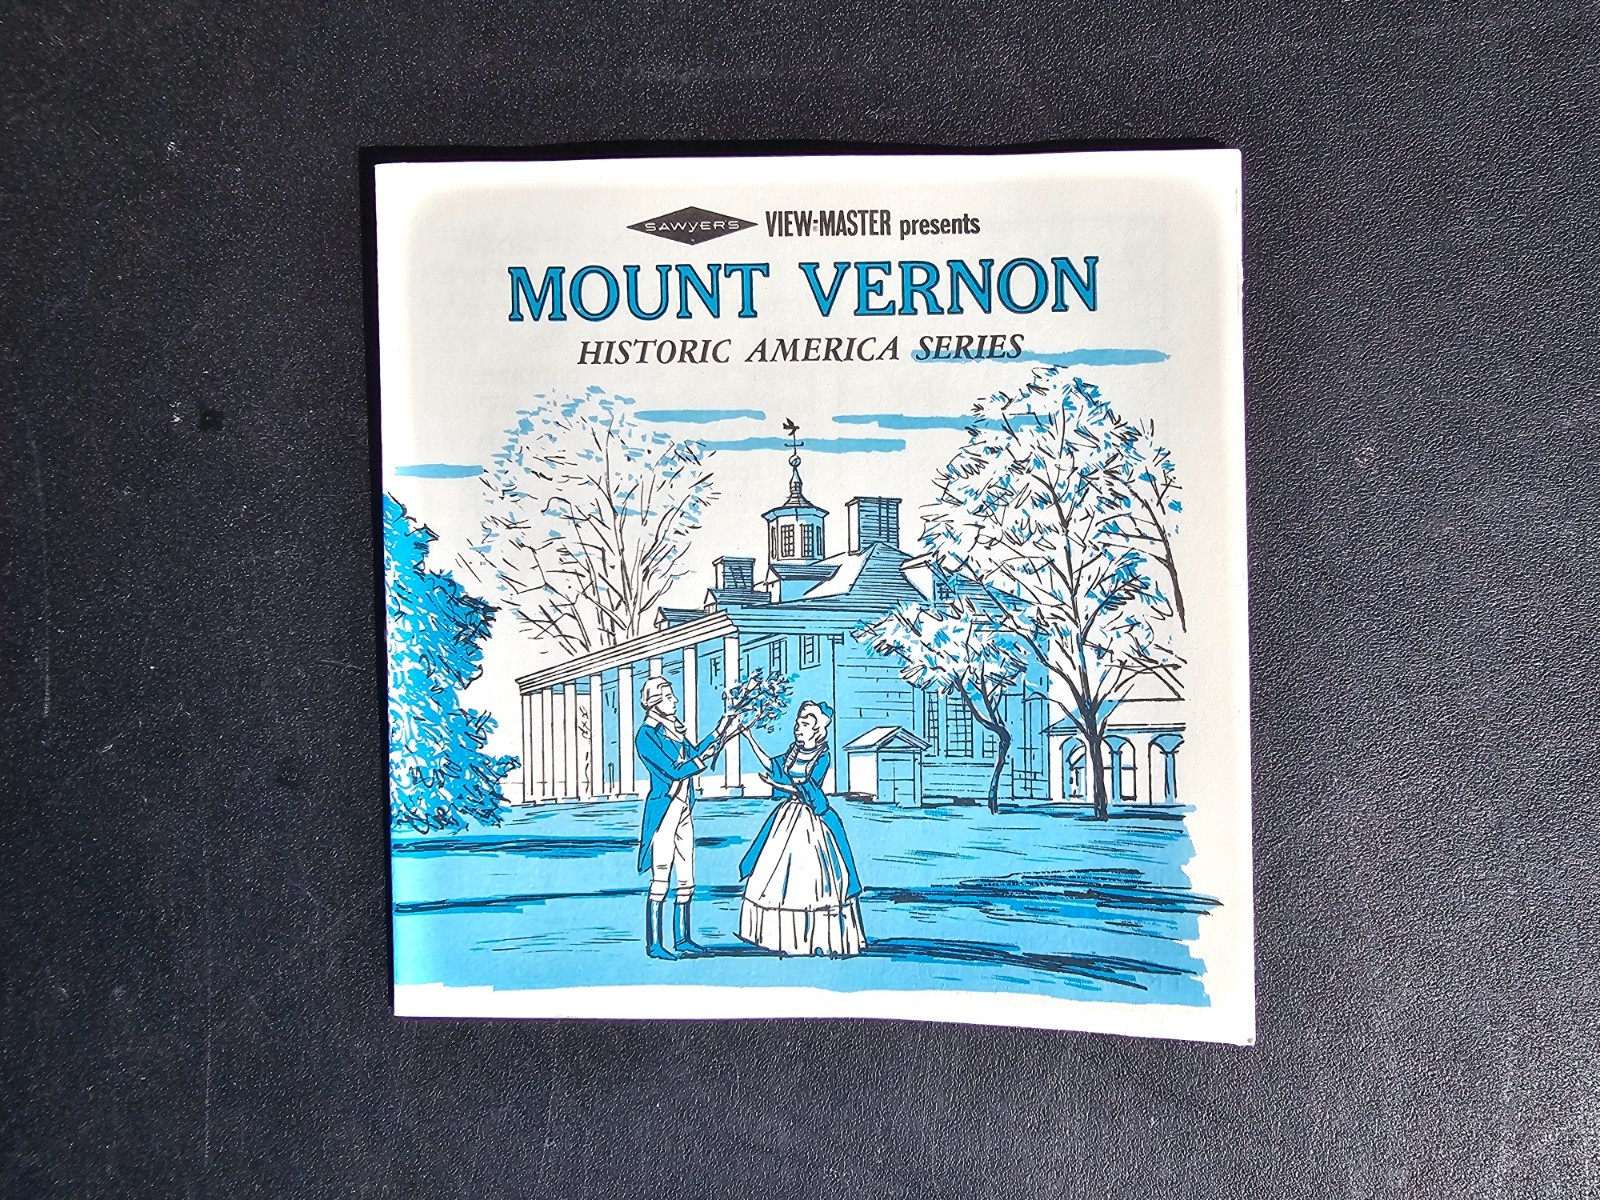 SAWYER'S VIEW-MASTER presents
MOUNT VERNON
HISTORIC AMERICA SERIES